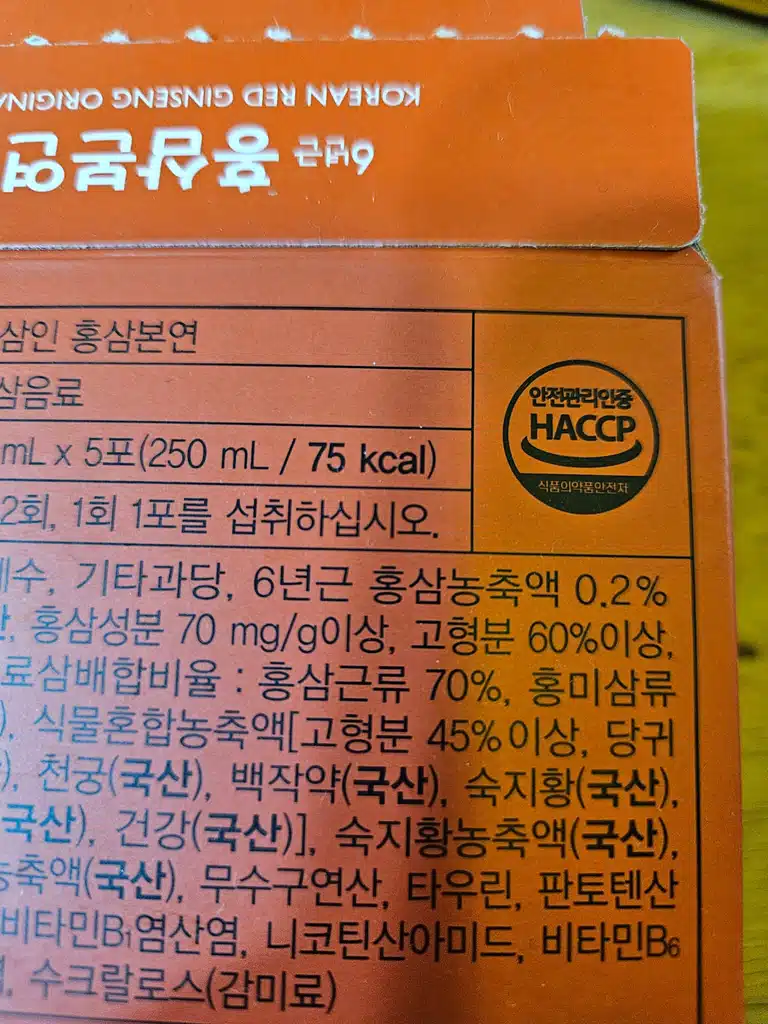 KOREAN RED GINSENG
6년근 홍삼본연
삼인 홍삼본연
삼음료
mL x 5포(250 mL / 75 kcal)
2회, 1회 1포를 섭취하십시오.
안전관리인증
HACCP
식품의약품안전처
제수, 기타과당, 6년근 홍삼농축액 0.2%
홍삼성분 70 mg/g이상, 고형분 60%이상,
료삼배합비율 : 홍삼근류 70%, 홍미삼류
), 식물혼합농축액[고형분 45%이상, 당귀
), 천궁(국산), 백작약(국산), 숙지황(국산),
국산), 건강(국산)], 숙지황농축액(국산),
농축액(국산), 무수구연산, 타우린, 판토텐산
비타민B₁염산염, 니코틴산아미드, 비타민B₆
, 수크랄로스(감미료)